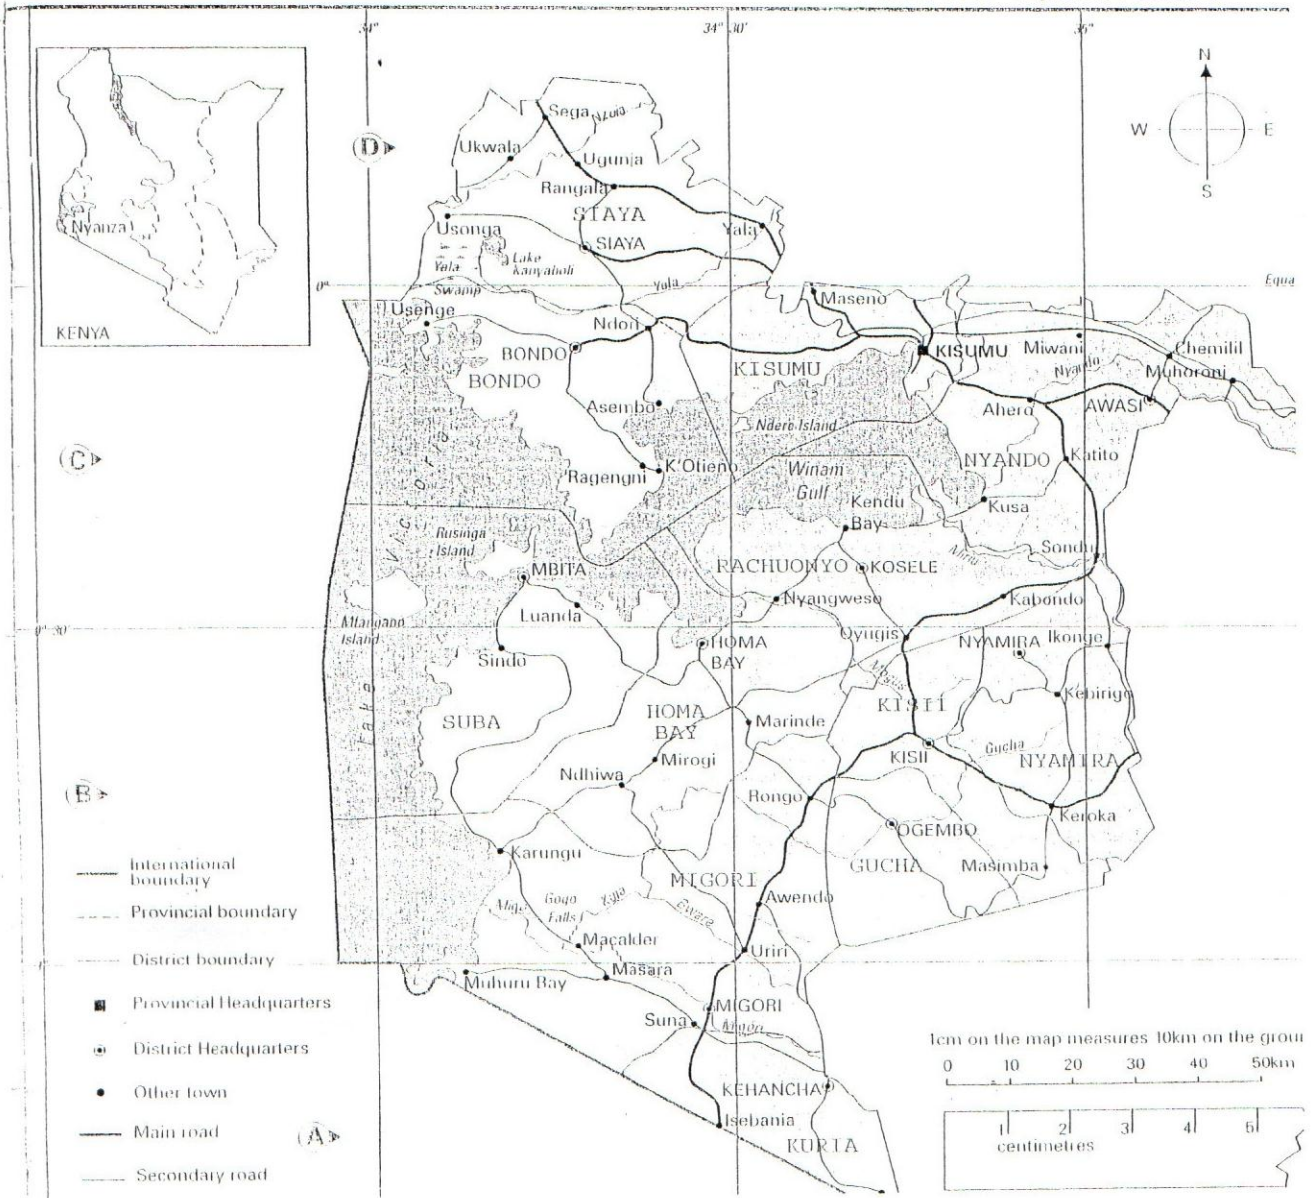 34°
34° 30'
35°
N
W
E
S
Nyanza
KENYA
D
Sega
Nzoia
Ukwala
Ugunja
Rangala
SIAYA
Usonga
SIAYA
Yala
Lake
Kanyaboli
Yala
Swamp
Yala
0°
Equa
Usenge
Maseno
Ndori
KISUMU
Miwani
Chemilil
BONDO
BONDO
KISUMU
Nyando
Muhoroni
Asembo
Ahero
AWASI
Ndere Island
C
K'Otieno
Ragengni
Winam
Gulf
NYANDO
Katito
Kendu
Bay
Kusa
Victoria
Rusinga
Island
Miriu
Sondu
MBITA
RACHUONYO
KOSELE
Luanda
Nyangweso
Kabondo
Mfangano
Island
0° 30'
Oyugis
NYAMIRA
Ikonge
HOMA
BAY
Sindo
Kebirigo
Lake
SUBA
HOMA
BAY
Marinde
KISII
KISII
Gucha
NYAMIRA
Mirogi
Ndhiwa
B
Rongo
Keroka
OGEMBO
GUCHA
Masimba
Karungu
MIGORI
Awendo
Gogo
Falls
Macalder
Uriri
Masara
Muhuru Bay
MIGORI
Suna
KEHANCHA
Isebania
KURIA
A
International
boundary
Provincial boundary
District boundary
Provincial Headquarters
District Headquarters
Other town
Main road
Secondary road
1cm on the map measures 10km on the grou
0 10 20 30 40 50km
1 2 3 4 5
centimetres